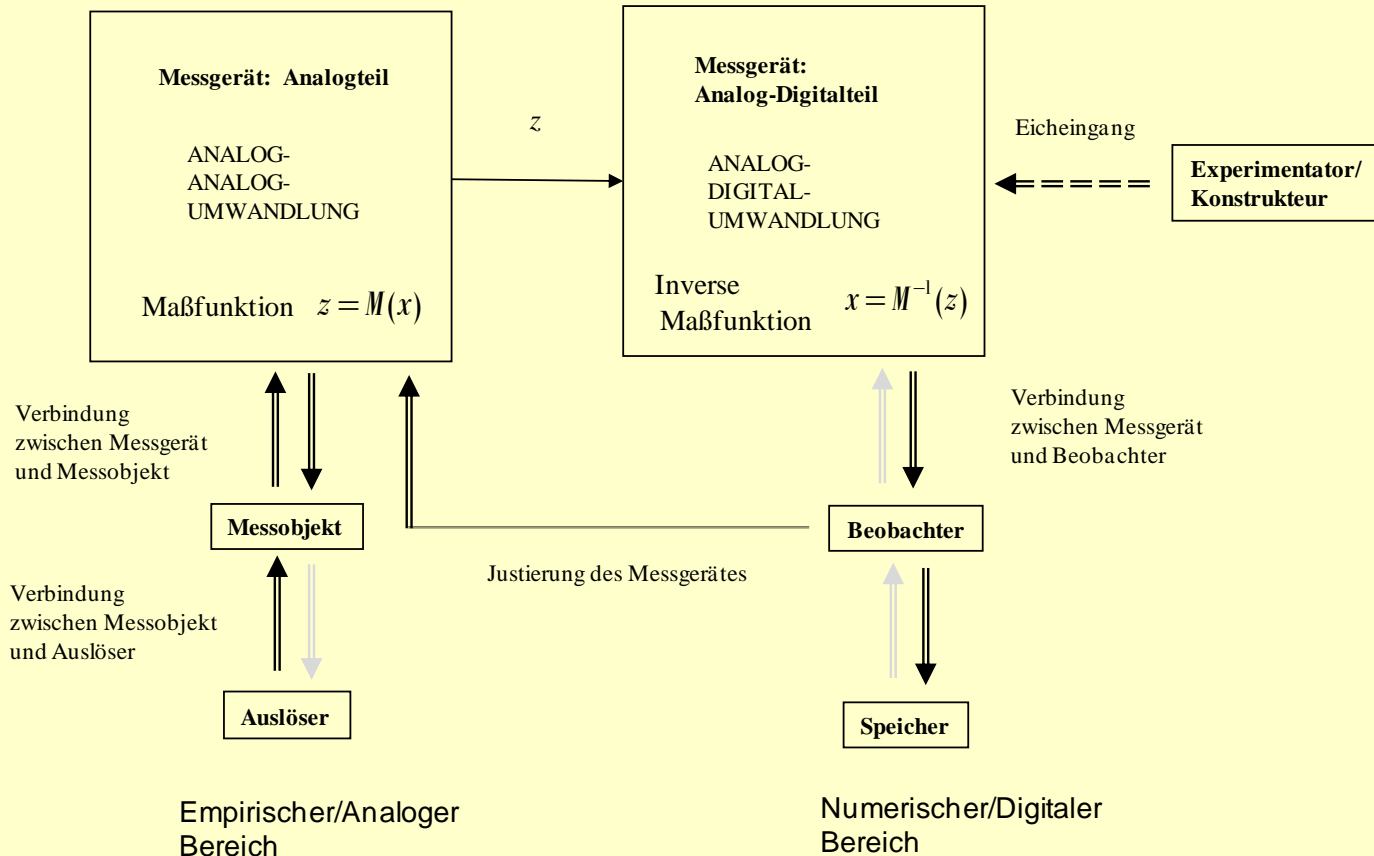 Messgerät: Analogteil
ANALOG-
ANALOG-
UMWANDLUNG
Maßfunktion z = M(x)
z
Messgerät:
Analog-Digitalteil
ANALOG-
DIGITAL-
UMWANDLUNG
Inverse
Maßfunktion x = M⁻¹(z)
Eicheingang
Experimentator/
Konstrukteur
Verbindung
zwischen Messgerät
und Messobjekt
Verbindung
zwischen Messgerät
und Beobachter
Messobjekt
Beobachter
Justierung des Messgerätes
Verbindung
zwischen Messobjekt
und Auslöser
Auslöser
Speicher
Empirischer/Analoger
Bereich
Numerischer/Digitaler
Bereich